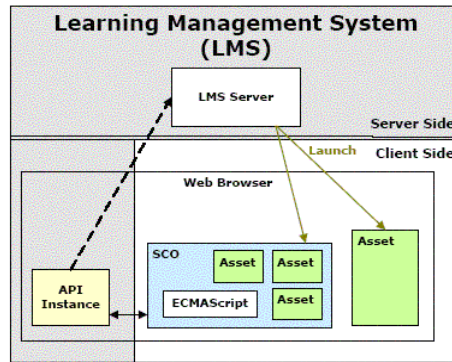 Learning Management System
(LMS)
LMS Server
Server Side
Launch
Client Side
Web Browser
SCO
Asset
Asset
Asset
API
Instance
ECMAScript
Asset